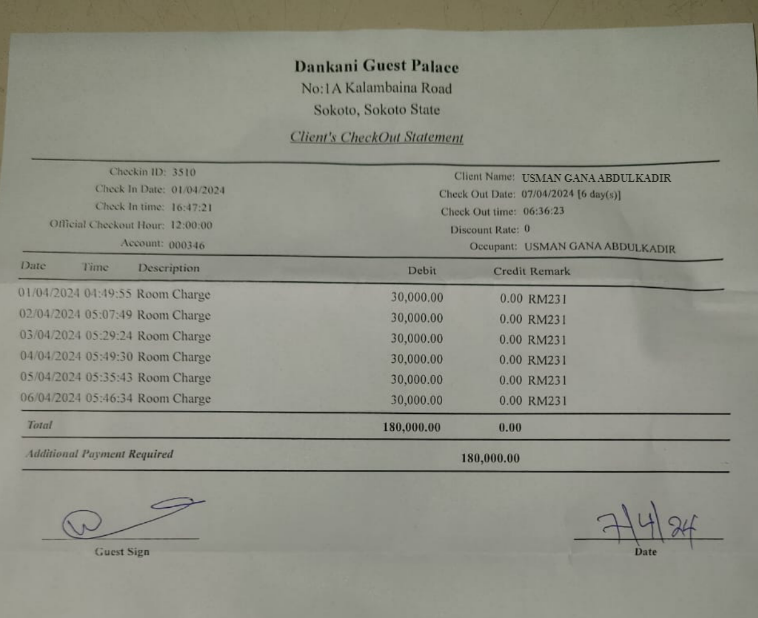 Dankani Guest Palace
No:1A Kalambaina Road
Sokoto, Sokoto State
Client's CheckOut Statement
Checkin ID: 3510
Check In Date: 01/04/2024
Check In time: 16:47:21
Official Checkout Hour: 12:00:00
Account: 000346
Client Name: USMAN GANA ABDULKADIR
Check Out Date: 07/04/2024 [6 day(s)]
Check Out time: 06:36:23
Discount Rate: 0
Occupant: USMAN GANA ABDULKADIR
Date Time Description Debit Credit Remark
01/04/2024 04:49:55 Room Charge 30,000.00 0.00 RM231
02/04/2024 05:07:49 Room Charge 30,000.00 0.00 RM231
03/04/2024 05:29:24 Room Charge 30,000.00 0.00 RM231
04/04/2024 05:49:30 Room Charge 30,000.00 0.00 RM231
05/04/2024 05:35:43 Room Charge 30,000.00 0.00 RM231
06/04/2024 05:46:34 Room Charge 30,000.00 0.00 RM231
Total 180,000.00 0.00
Additional Payment Required 180,000.00
7/4/24
Guest Sign Date